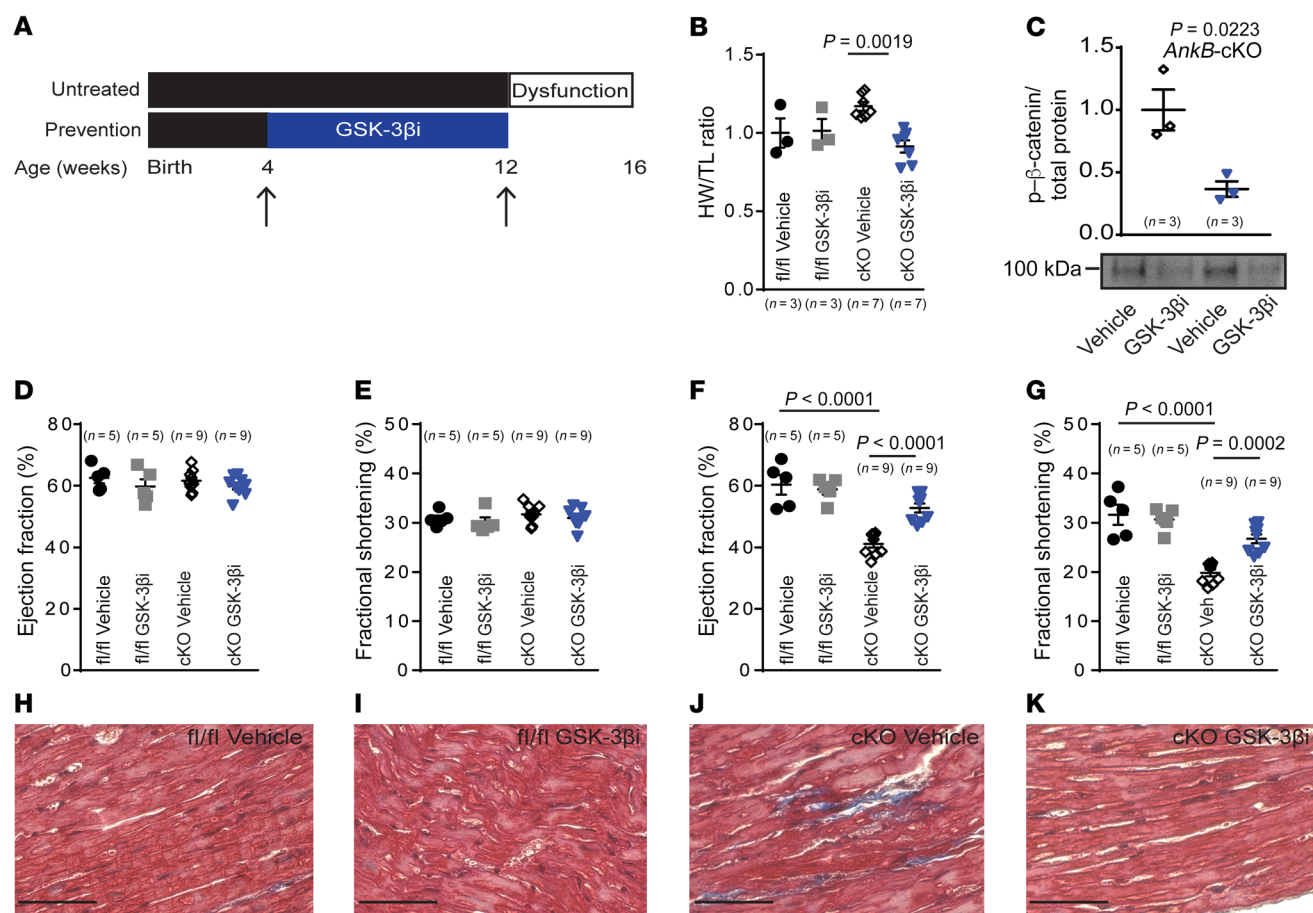 A
Untreated
Dysfunction
Prevention
GSK-3βi
Age (weeks)
Birth
4
12
16
B
P = 0.0019
HW/TL ratio
1.5
1.0
0.5
0.0
fl/fl Vehicle
fl/fl GSK-3βi
cKO Vehicle
cKO GSK-3βi
(n = 3) (n = 3) (n = 7) (n = 7)
C
P = 0.0223
AnkB-cKO
p–β-catenin/
total protein
1.5
1.0
0.5
0.0
(n = 3) (n = 3)
100 kDa
Vehicle
GSK-3βi
Vehicle
GSK-3βi
D
Ejection fraction (%)
80
60
40
20
0
(n = 5) (n = 5) (n = 9) (n = 9)
fl/fl Vehicle
fl/fl GSK-3βi
cKO Vehicle
cKO GSK-3βi
E
Fractional shortening (%)
50
40
30
20
10
0
(n = 5) (n = 5) (n = 9) (n = 9)
fl/fl Vehicle
fl/fl GSK-3βi
cKO Vehicle
cKO GSK-3βi
F
P < 0.0001
P < 0.0001
Ejection fraction (%)
80
60
40
20
0
(n = 5) (n = 5)
(n = 9) (n = 9)
fl/fl Vehicle
fl/fl GSK-3βi
cKO Vehicle
cKO GSK-3βi
G
P < 0.0001
P = 0.0002
Fractional shortening (%)
50
40
30
20
10
0
(n = 5) (n = 5)
(n = 9) (n = 9)
fl/fl Vehicle
fl/fl GSK-3βi
cKO Veh
cKO GSK-3βi
H
fl/fl Vehicle
I
fl/fl GSK-3βi
J
cKO Vehicle
K
cKO GSK-3βi